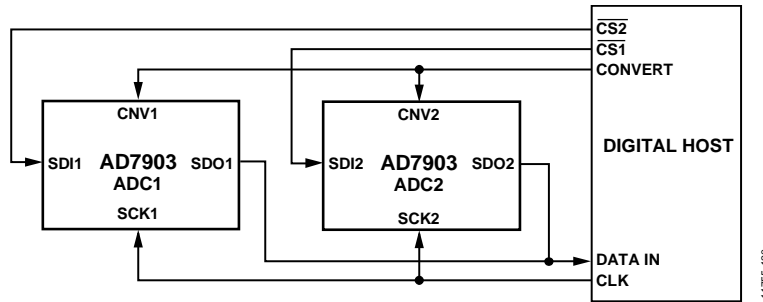 CS2
CS1
CONVERT
CNV1
CNV2
DIGITAL HOST
SDI1
AD7903
ADC1
SDO1
SDI2
AD7903
ADC2
SDO2
SCK1
SCK2
DATA IN
CLK